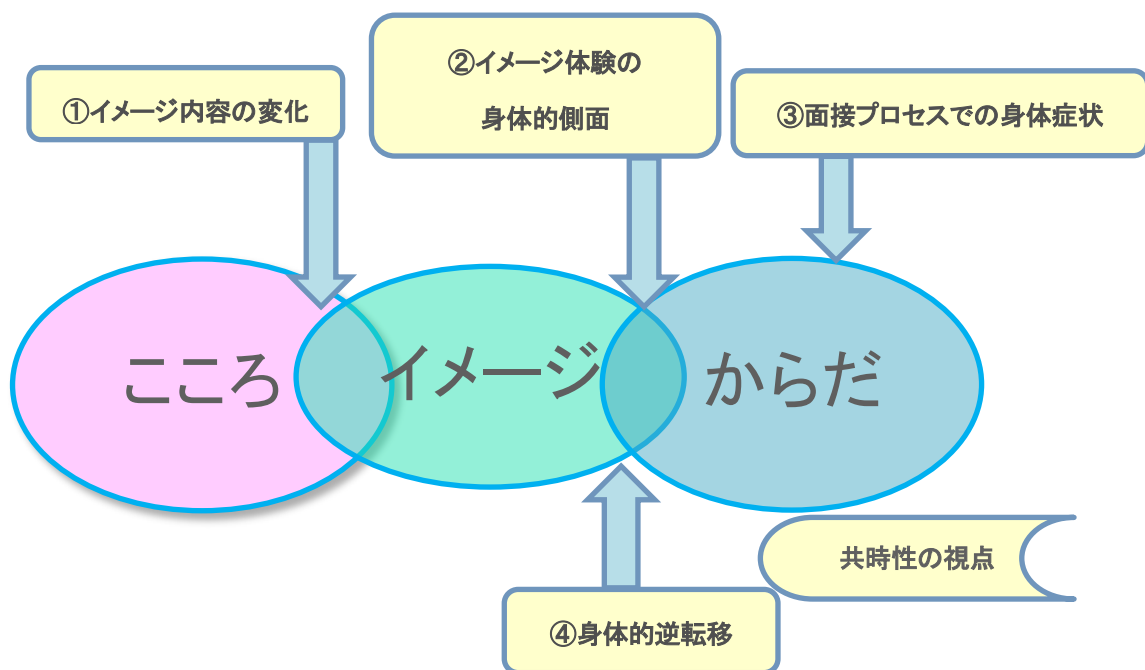 ①イメージ内容の変化
②イメージ体験の
身体的側面
③面接プロセスでの身体症状
こころ
イメージ
からだ
共時性の視点
④身体的逆転移